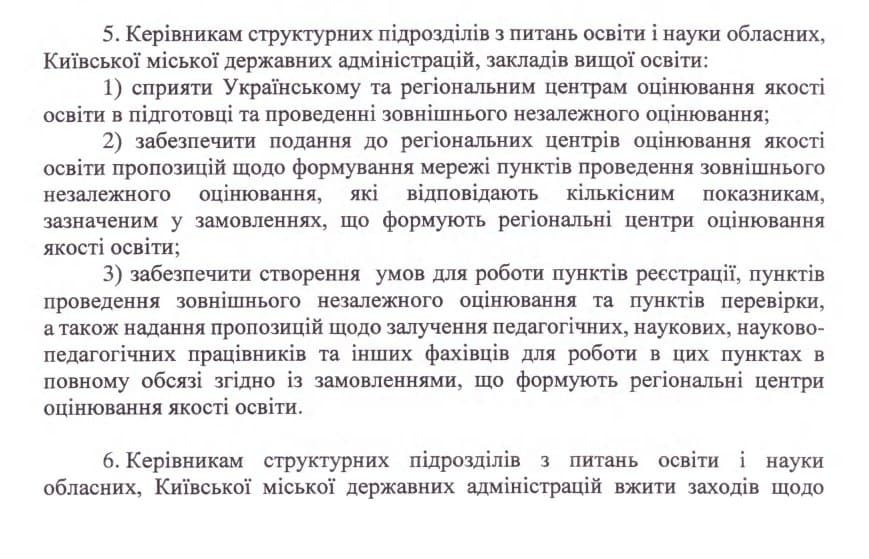 5. Керівникам структурних підрозділів з питань освіти і науки обласних,
Київської міської державних адміністрацій, закладів вищої освіти:
1) сприяти Українському та регіональним центрам оцінювання якості
освіти в підготовці та проведенні зовнішнього незалежного оцінювання;
2) забезпечити подання до регіональних центрів оцінювання якості
освіти пропозицій щодо формування мережі пунктів проведення зовнішнього
незалежного оцінювання, які відповідають кількісним показникам,
зазначеним у замовленнях, що формують регіональні центри оцінювання
якості освіти;
3) забезпечити створення умов для роботи пунктів реєстрації, пунктів
проведення зовнішнього незалежного оцінювання та пунктів перевірки,
а також надання пропозицій щодо залучення педагогічних, наукових, науково-
педагогічних працівників та інших фахівців для роботи в цих пунктах в
повному обсязі згідно із замовленнями, що формують регіональні центри
оцінювання якості освіти.
6. Керівникам структурних підрозділів з питань освіти і науки
обласних, Київської міської державних адміністрацій вжити заходів щодо